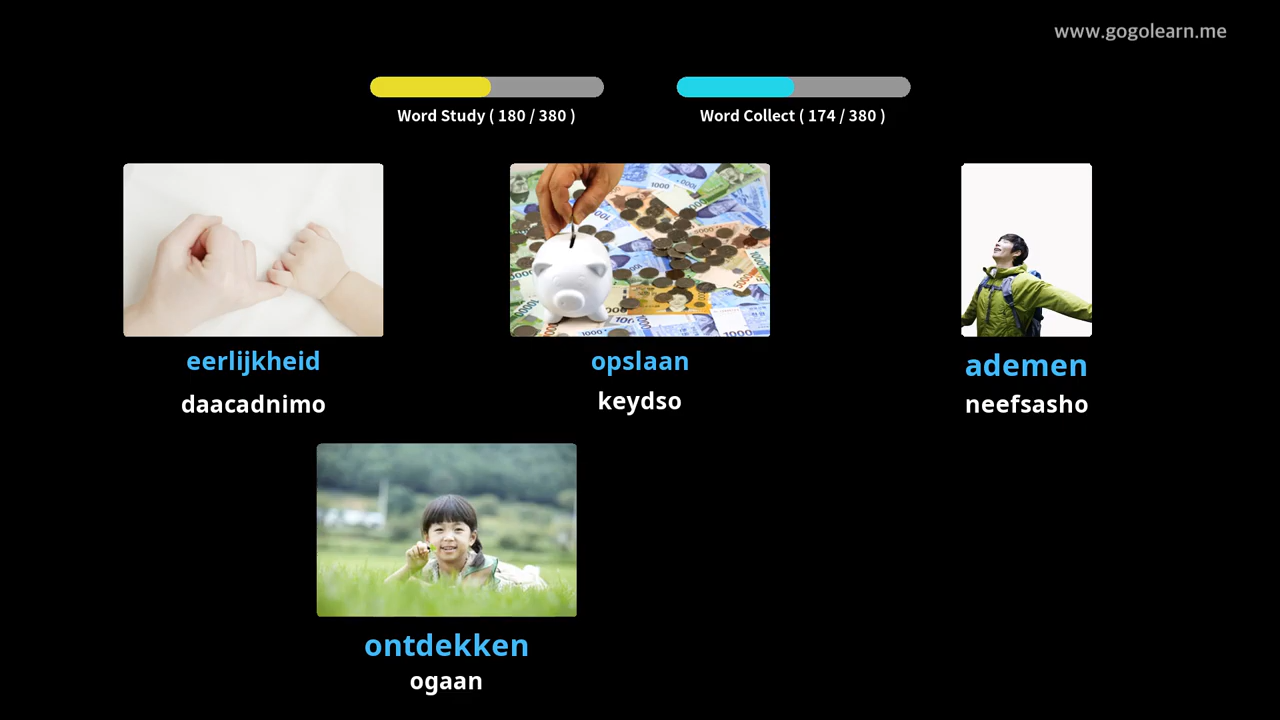 www.gogolearn.me
Word Study ( 180 / 380 )
Word Collect ( 174 / 380 )
eerlijkheid
daacadnimo
opslaan
keydso
ademen
neefsasho
ontdekken
ogaan